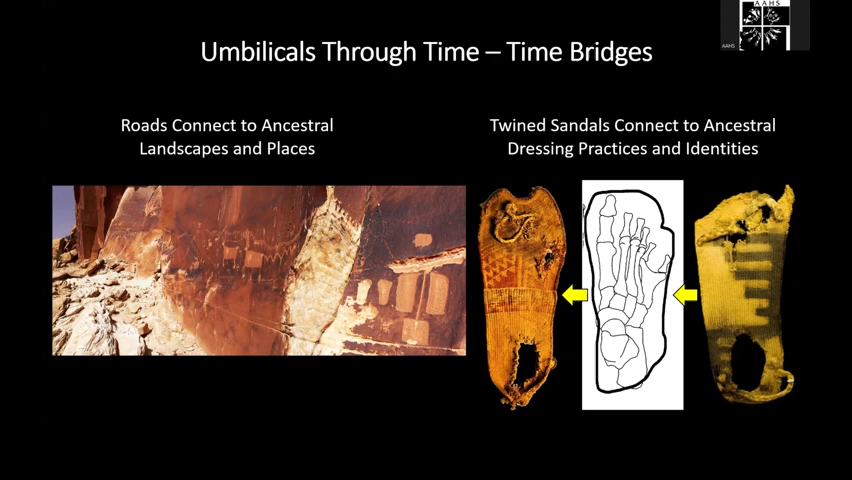 AAHS
AAHS
Umbilicals Through Time – Time Bridges
Roads Connect to Ancestral
Landscapes and Places
Twined Sandals Connect to Ancestral
Dressing Practices and Identities